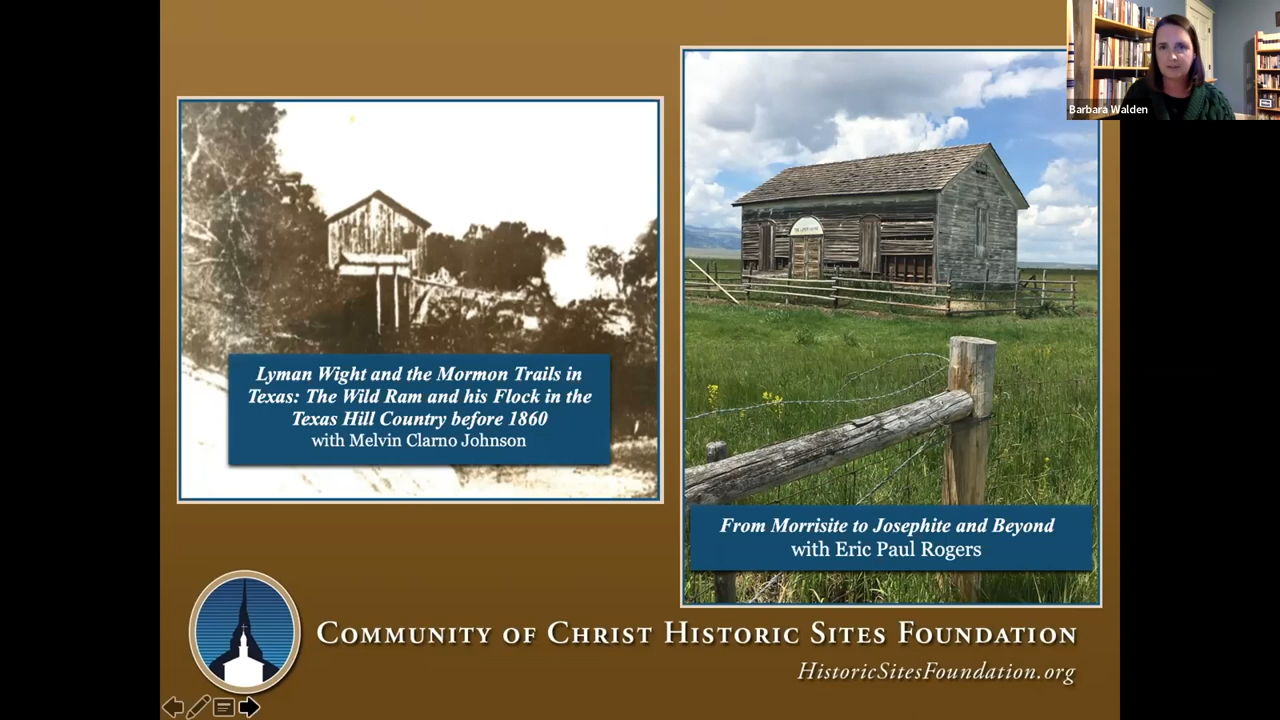 Barbara Walden
Lyman Wight and the Mormon Trails in
Texas: The Wild Ram and his Flock in the
Texas Hill Country before 1860
with Melvin Clarno Johnson
From Morrisite to Josephite and Beyond
with Eric Paul Rogers
Community of Christ Historic Sites Foundation
HistoricSitesFoundation.org